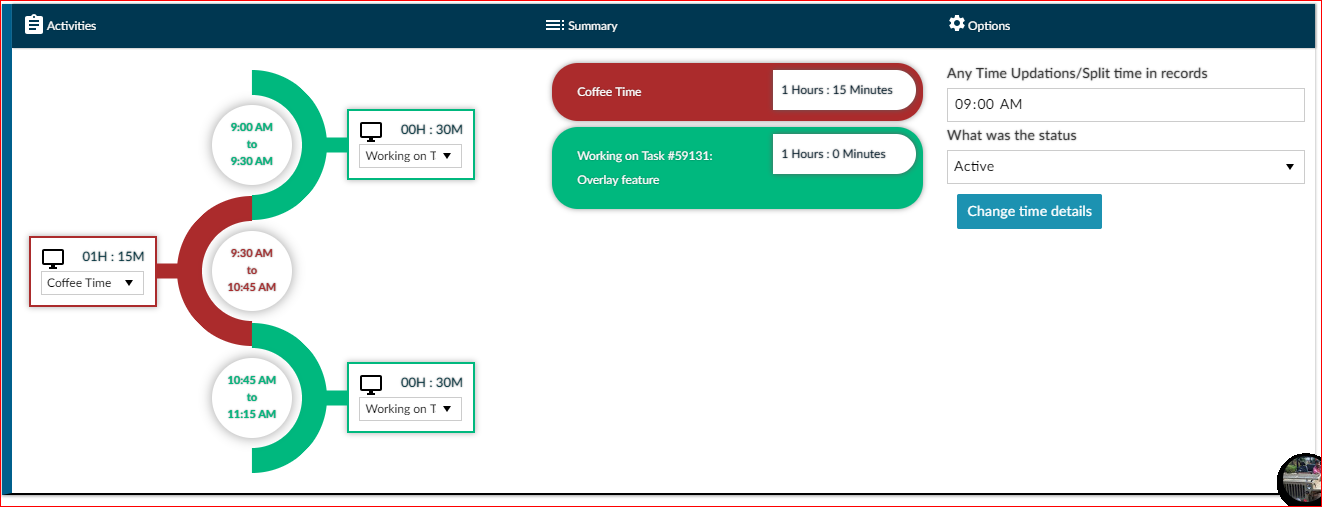 Activities
Summary
Options
9:00 AM
to
9:30 AM
00H : 30M
Working on T
01H : 15M
Coffee Time
9:30 AM
to
10:45 AM
10:45 AM
to
11:15 AM
00H : 30M
Working on T
Coffee Time
1 Hours : 15 Minutes
Working on Task #59131:
Overlay feature
1 Hours : 0 Minutes
Any Time Updations/Split time in records
09:00 AM
What was the status
Active
Change time details